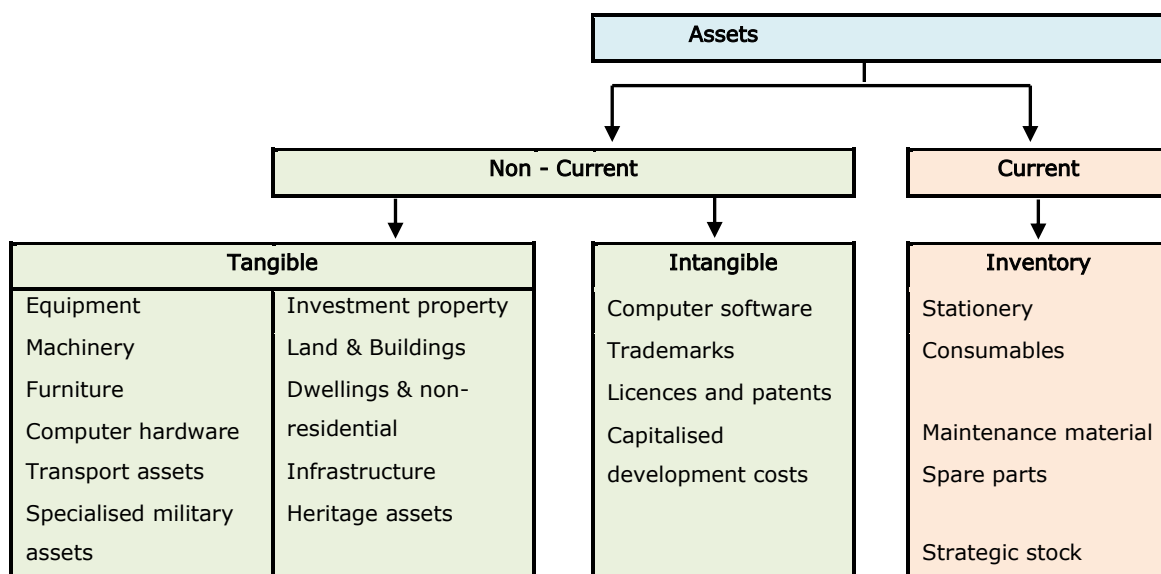 Assets
Non - Current
Current
Tangible
Equipment
Machinery
Furniture
Computer hardware
Transport assets
Specialised military
assets
Investment property
Land & Buildings
Dwellings & non-
residential
Infrastructure
Heritage assets
Intangible
Computer software
Trademarks
Licences and patents
Capitalised
development costs
Inventory
Stationery
Consumables
Maintenance material
Spare parts
Strategic stock